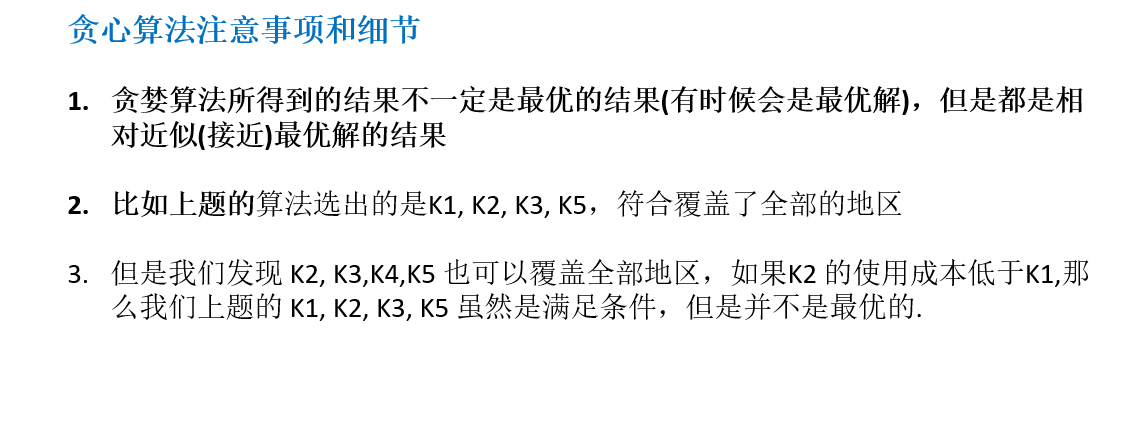 贪心算法注意事项和细节
1. 贪婪算法所得到的结果不一定是最优的结果(有时候会是最优解)，但是都是相
对近似(接近)最优解的结果
2. 比如上题的算法选出的是K1, K2, K3, K5，符合覆盖了全部的地区
3. 但是我们发现 K2, K3,K4,K5 也可以覆盖全部地区，如果K2 的使用成本低于K1,那
么我们上题的 K1, K2, K3, K5 虽然是满足条件，但是并不是最优的.